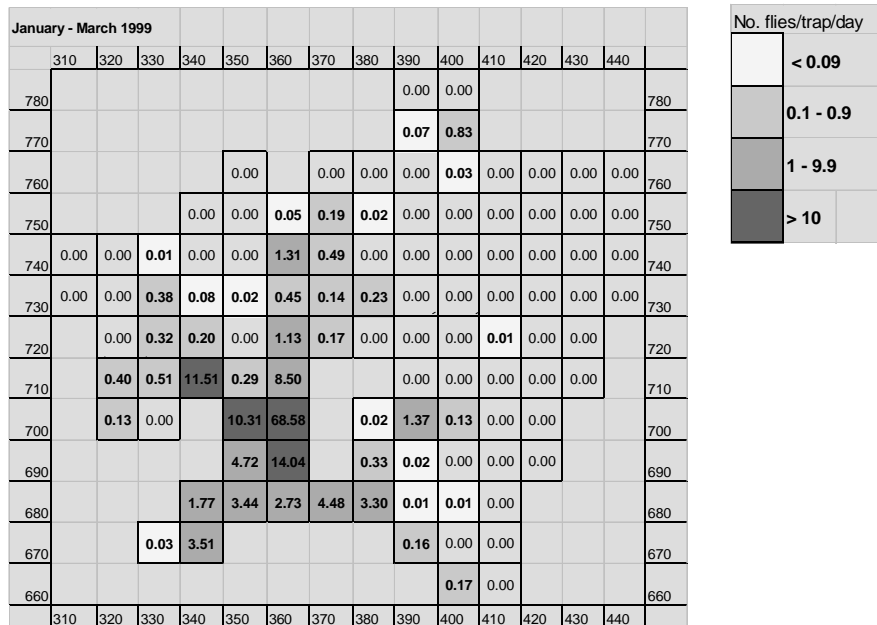 January - March 1999
310 320 330 340 350 360 370 380 390 400 410 420 430 440
780 0.00 0.00 780
770 0.07 0.83 770
760 0.00 0.00 0.00 0.00 0.03 0.00 0.00 0.00 0.00 760
750 0.00 0.00 0.05 0.19 0.02 0.00 0.00 0.00 0.00 0.00 0.00 750
740 0.00 0.00 0.01 0.00 0.00 1.31 0.49 0.00 0.00 0.00 0.00 0.00 0.00 0.00 740
730 0.00 0.00 0.38 0.08 0.02 0.45 0.14 0.23 0.00 0.00 0.00 0.00 0.00 0.00 730
720 0.00 0.32 0.20 0.00 1.13 0.17 0.00 0.00 0.00 0.01 0.00 0.00 720
710 0.40 0.51 11.51 0.29 8.50 0.00 0.00 0.00 0.00 0.00 710
700 0.13 0.00 10.31 68.58 0.02 1.37 0.13 0.00 0.00 700
690 4.72 14.04 0.33 0.02 0.00 0.00 0.00 690
680 1.77 3.44 2.73 4.48 3.30 0.01 0.01 0.00 680
670 0.03 3.51 0.16 0.00 0.00 670
660 0.17 0.00 660
310 320 330 340 350 360 370 380 390 400 410 420 430 440
No. flies/trap/day
< 0.09
0.1 - 0.9
1 - 9.9
> 10